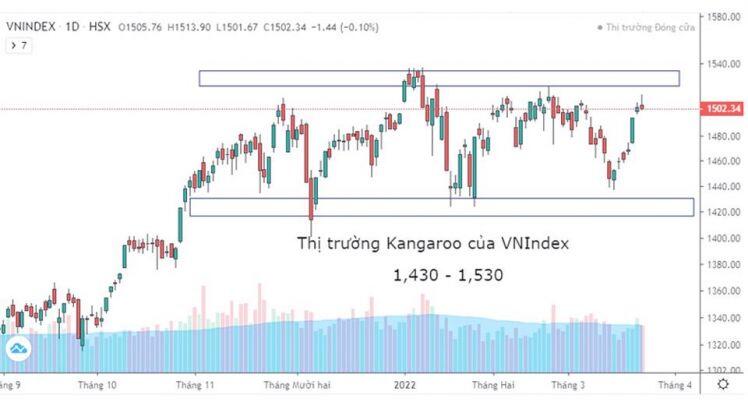 VNINDEX · 1D · HSX O1505.76 H1513.90 L1501.67 C1502.34 −1.44 (−0.10%)
Thị trường Đóng cửa
7
1580.00
1540.00
1502.34
1480.00
1460.00
1440.00
1420.00
1400.00
1380.00
1360.00
1340.00
1320.00
1302.00
Thị trường Kangaroo của VNIndex
1,430 - 1,530
áng 9 Tháng 10 Tháng 11 Tháng Mười hai 2022 Tháng Hai Tháng 3 Tháng 4